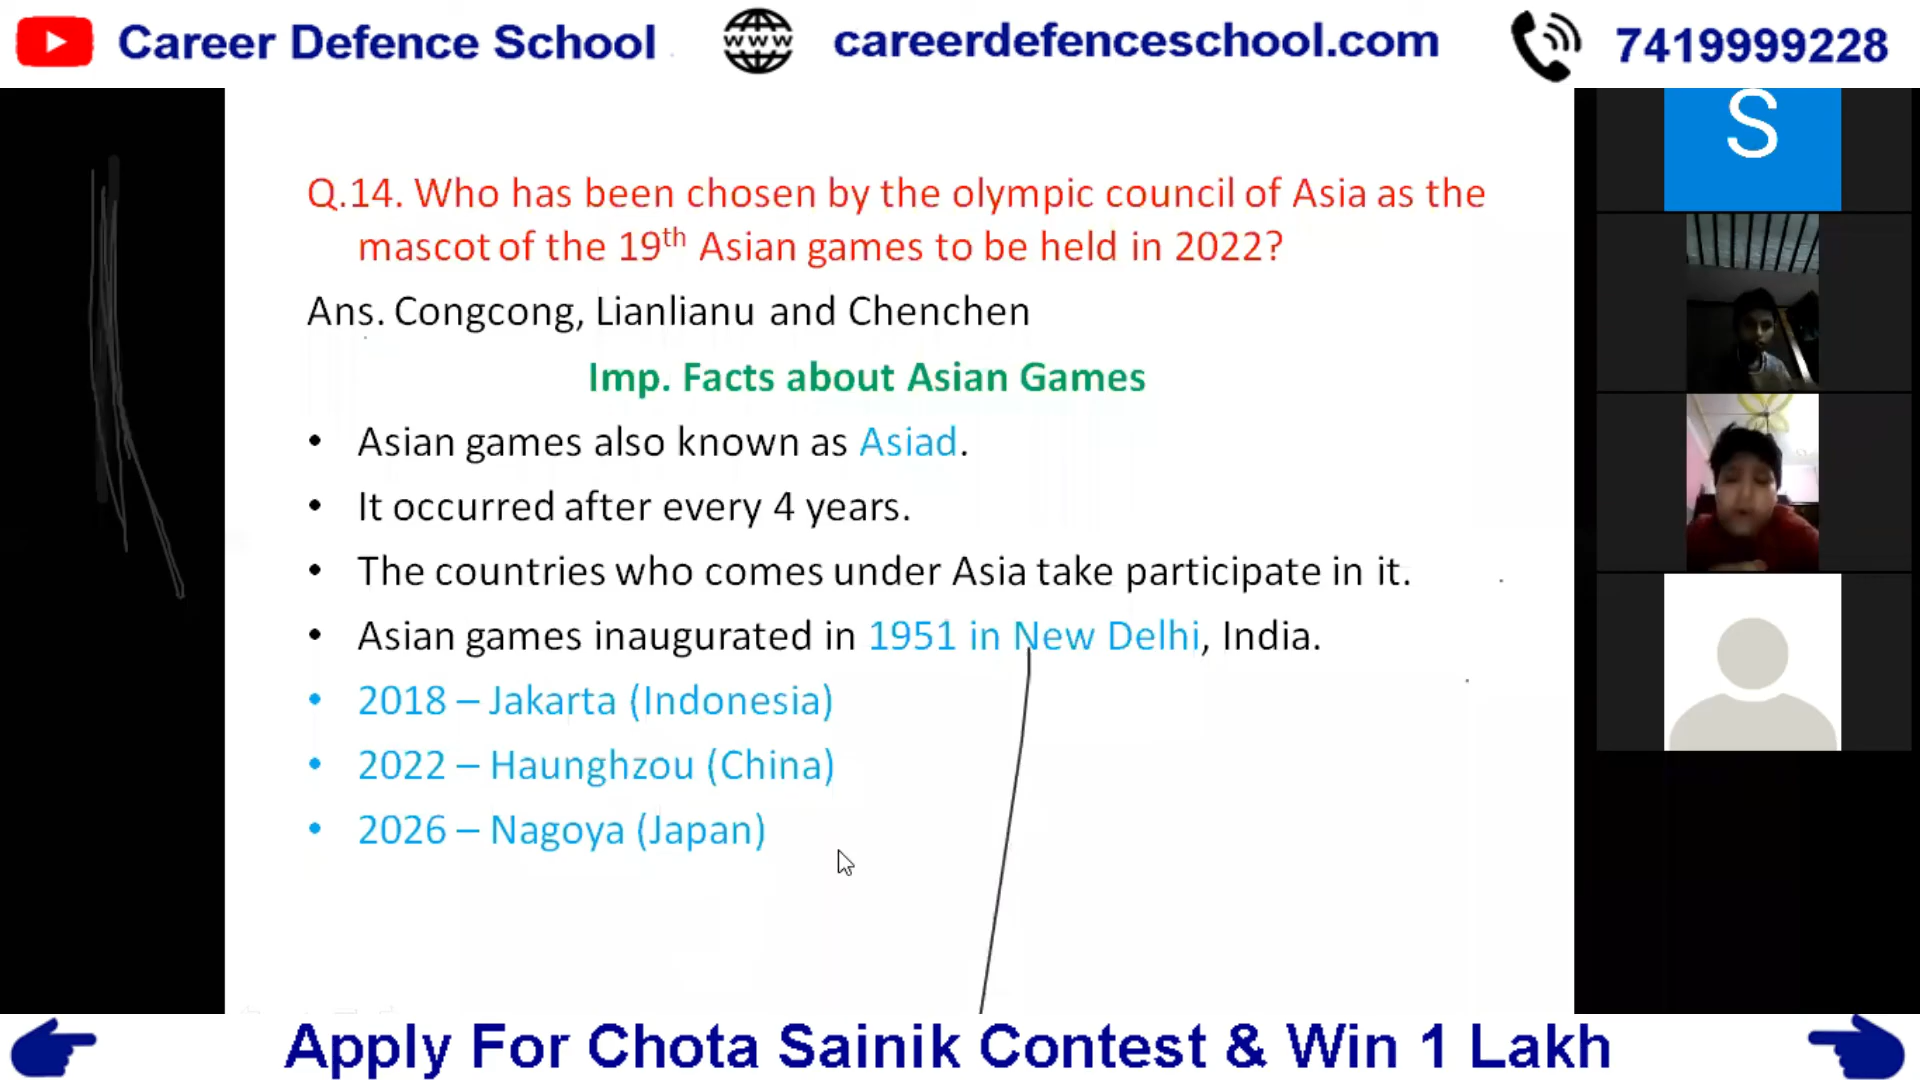 Career Defence School
www
careerdefenceschool.com
7419999228
S
Q.14. Who has been chosen by the olympic council of Asia as the
mascot of the 19th Asian games to be held in 2022?
Ans. Congcong, Lianlianu and Chenchen
Imp. Facts about Asian Games
• Asian games also known as Asiad.
• It occurred after every 4 years.
• The countries who comes under Asia take participate in it.
• Asian games inaugurated in 1951 in New Delhi, India.
• 2018 – Jakarta (Indonesia)
• 2022 – Haunghzou (China)
• 2026 – Nagoya (Japan)
Apply For Chota Sainik Contest & Win 1 Lakh